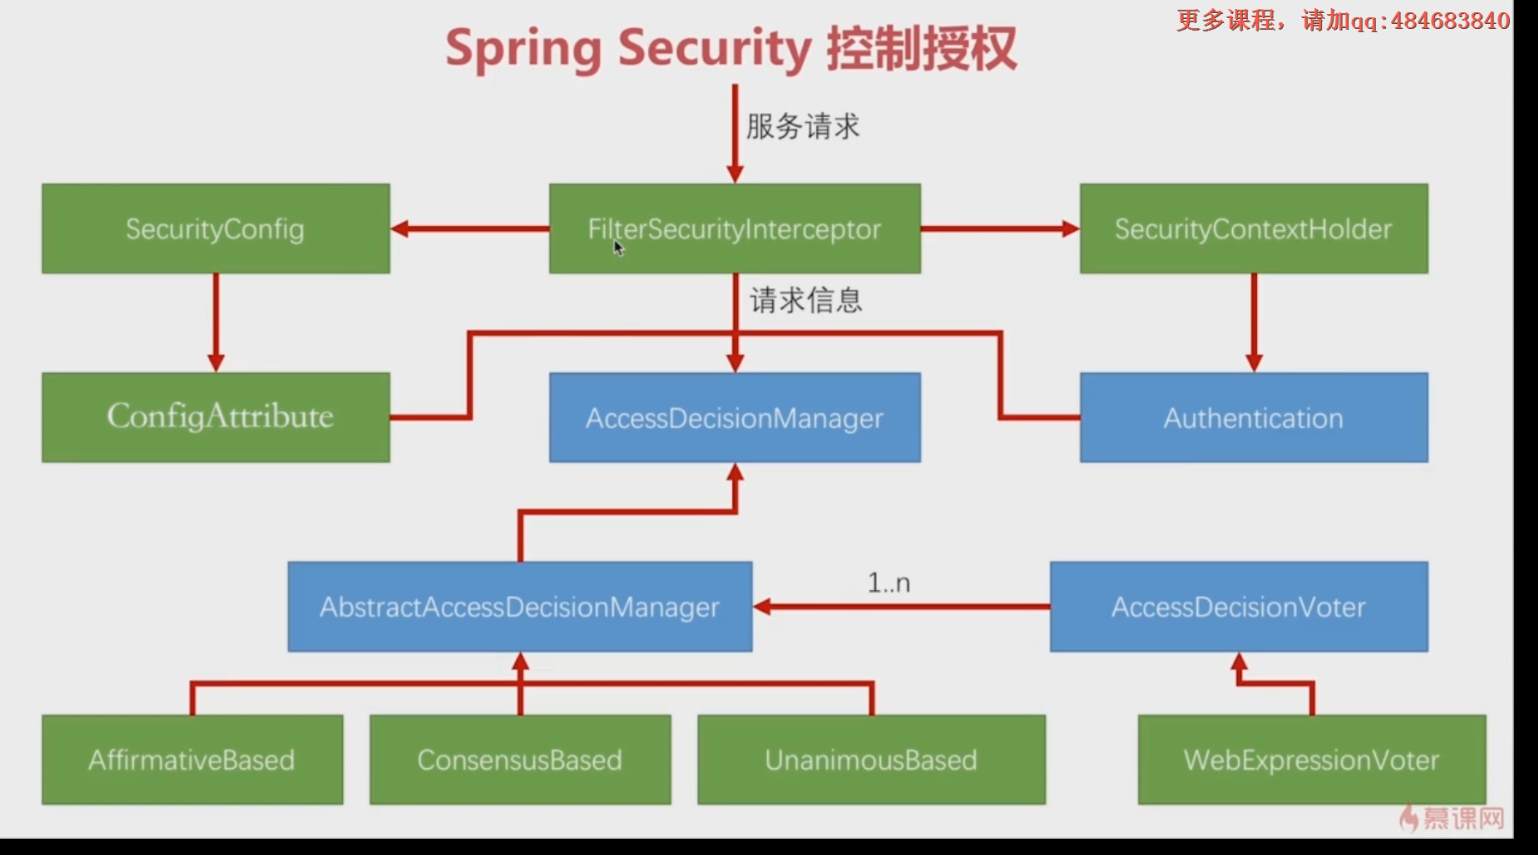 更多课程，请加qq:484683840
Spring Security 控制授权
服务请求
SecurityConfig
FilterSecurityInterceptor
SecurityContextHolder
请求信息
ConfigAttribute
AccessDecisionManager
Authentication
1..n
AbstractAccessDecisionManager
AccessDecisionVoter
AffirmativeBased
ConsensusBased
UnanimousBased
WebExpressionVoter
慕课网